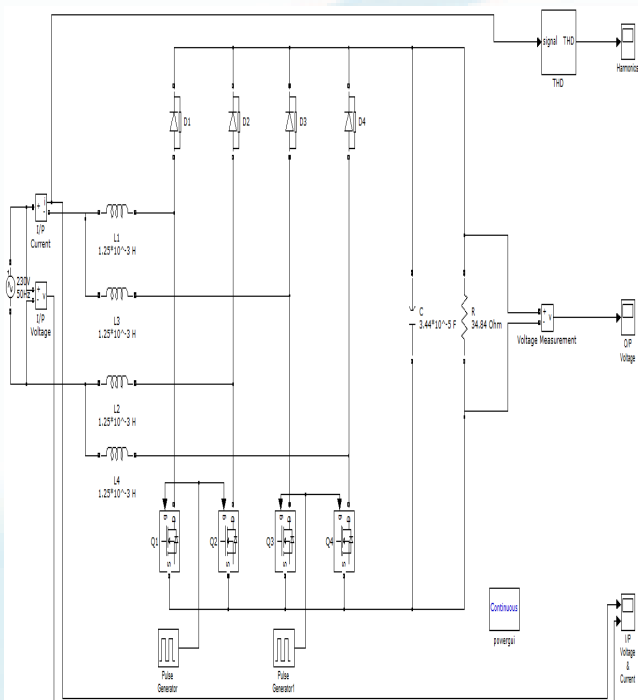 signal THD
THD
Harmonics
D1
D2
D3
D4
i
I/P
Current
L1
1.25*10^-3 H
230V
50Hz
v
I/P
Voltage
L3
1.25*10^-3 H
C
3.44*10^-5 F
R
34.84 Ohm
v
Voltage Measurement
O/P
Voltage
L2
1.25*10^-3 H
L4
1.25*10^-3 H
g D
S
Q1
g D
S
Q2
g D
S
Q3
g D
S
Q4
Continuous
powergui
Pulse
Generator
Pulse
Generator1
I/P
Voltage
&
Current